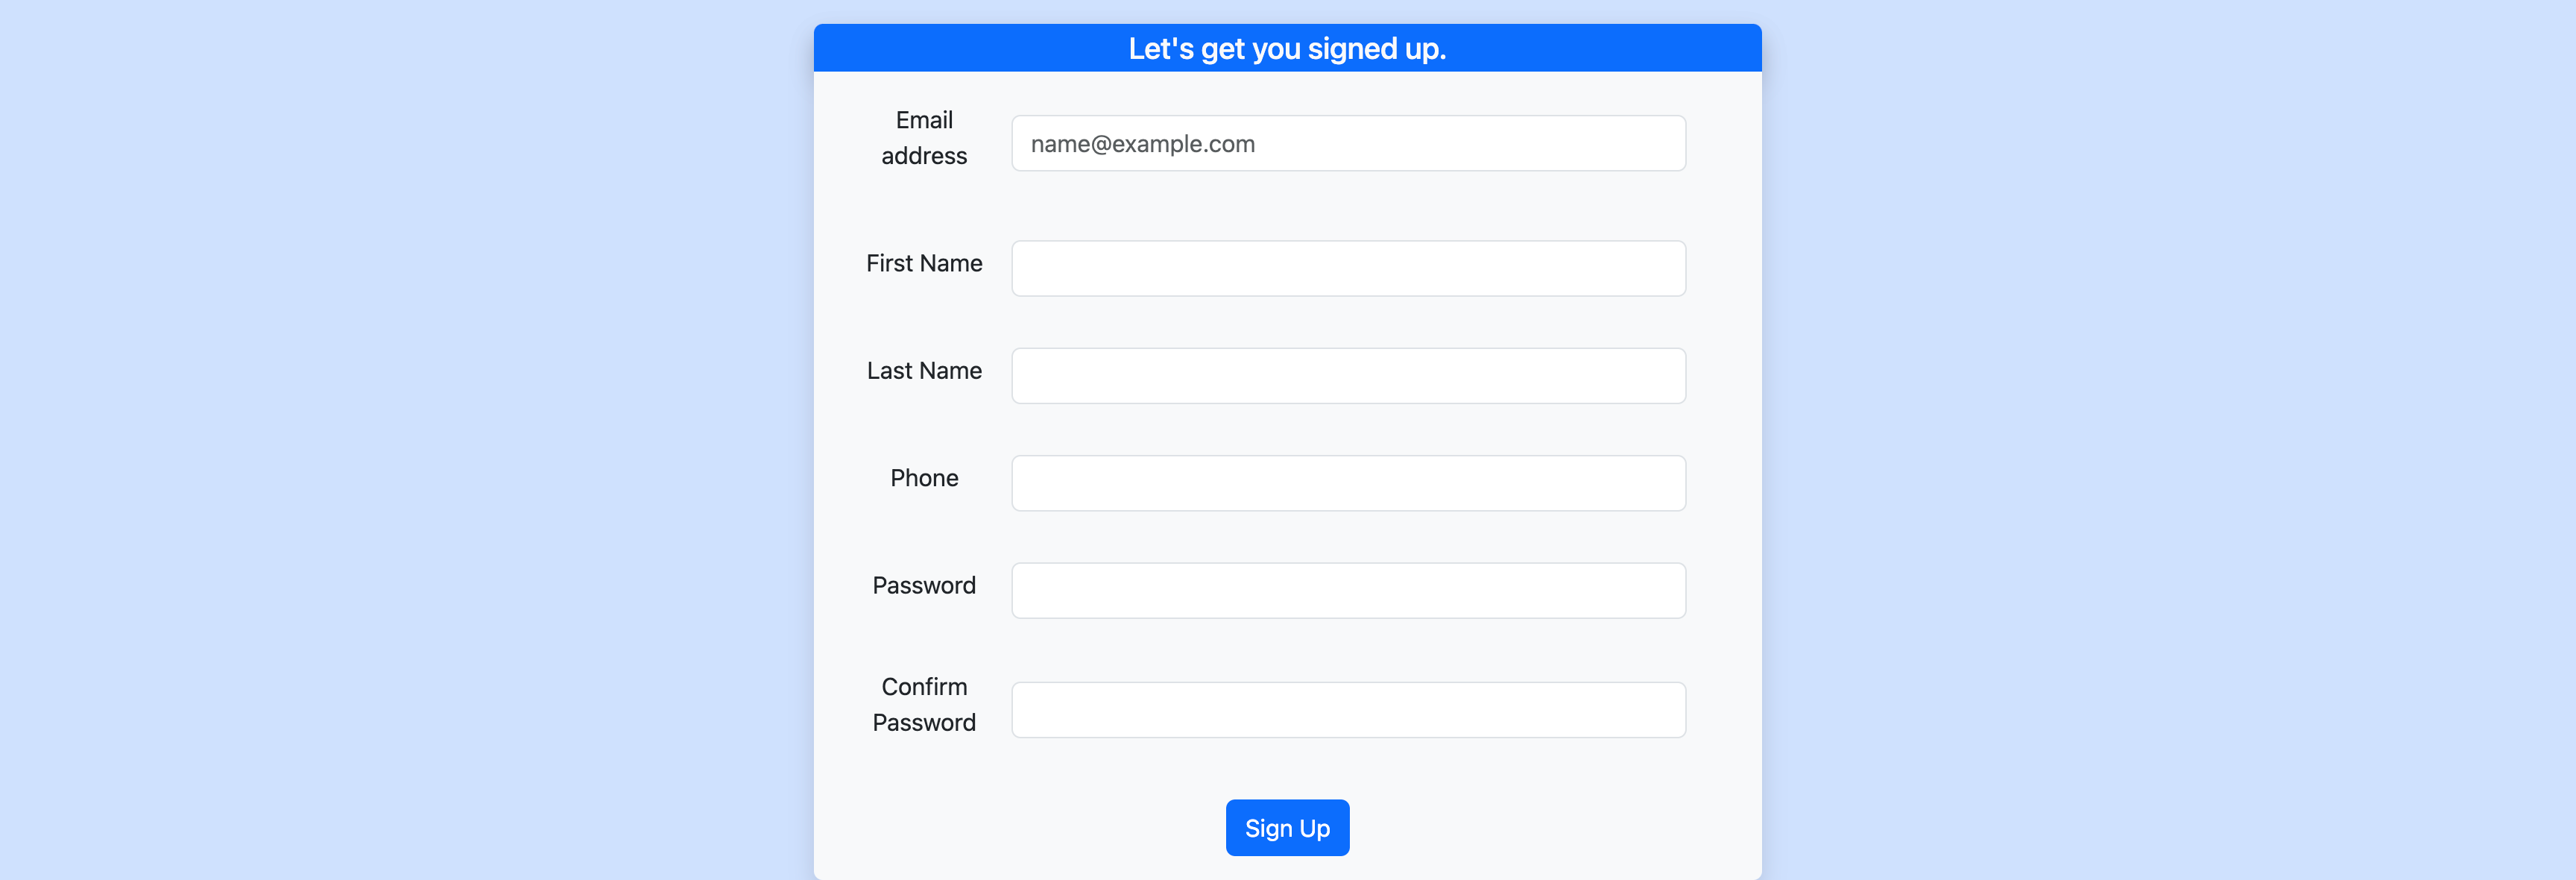 Let's get you signed up.
Email
address
name@example.com
First Name
Last Name
Phone
Password
Confirm
Password
Sign Up